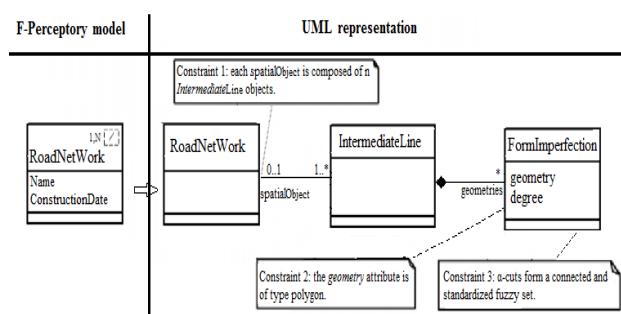 F-Perceptory model
UML representation
Constraint 1: each spatialObject is composed of n
IntermediateLine objects.
1,N
RoadNetWork
Name
ConstructionDate
RoadNetWork
0..1
1..*
spatialObject
IntermediateLine
*
geometries
FormImperfection
geometry
degree
Constraint 2: the geometry attribute is
of type polygon.
Constraint 3: α-cuts form a connected and
standardized fuzzy set.